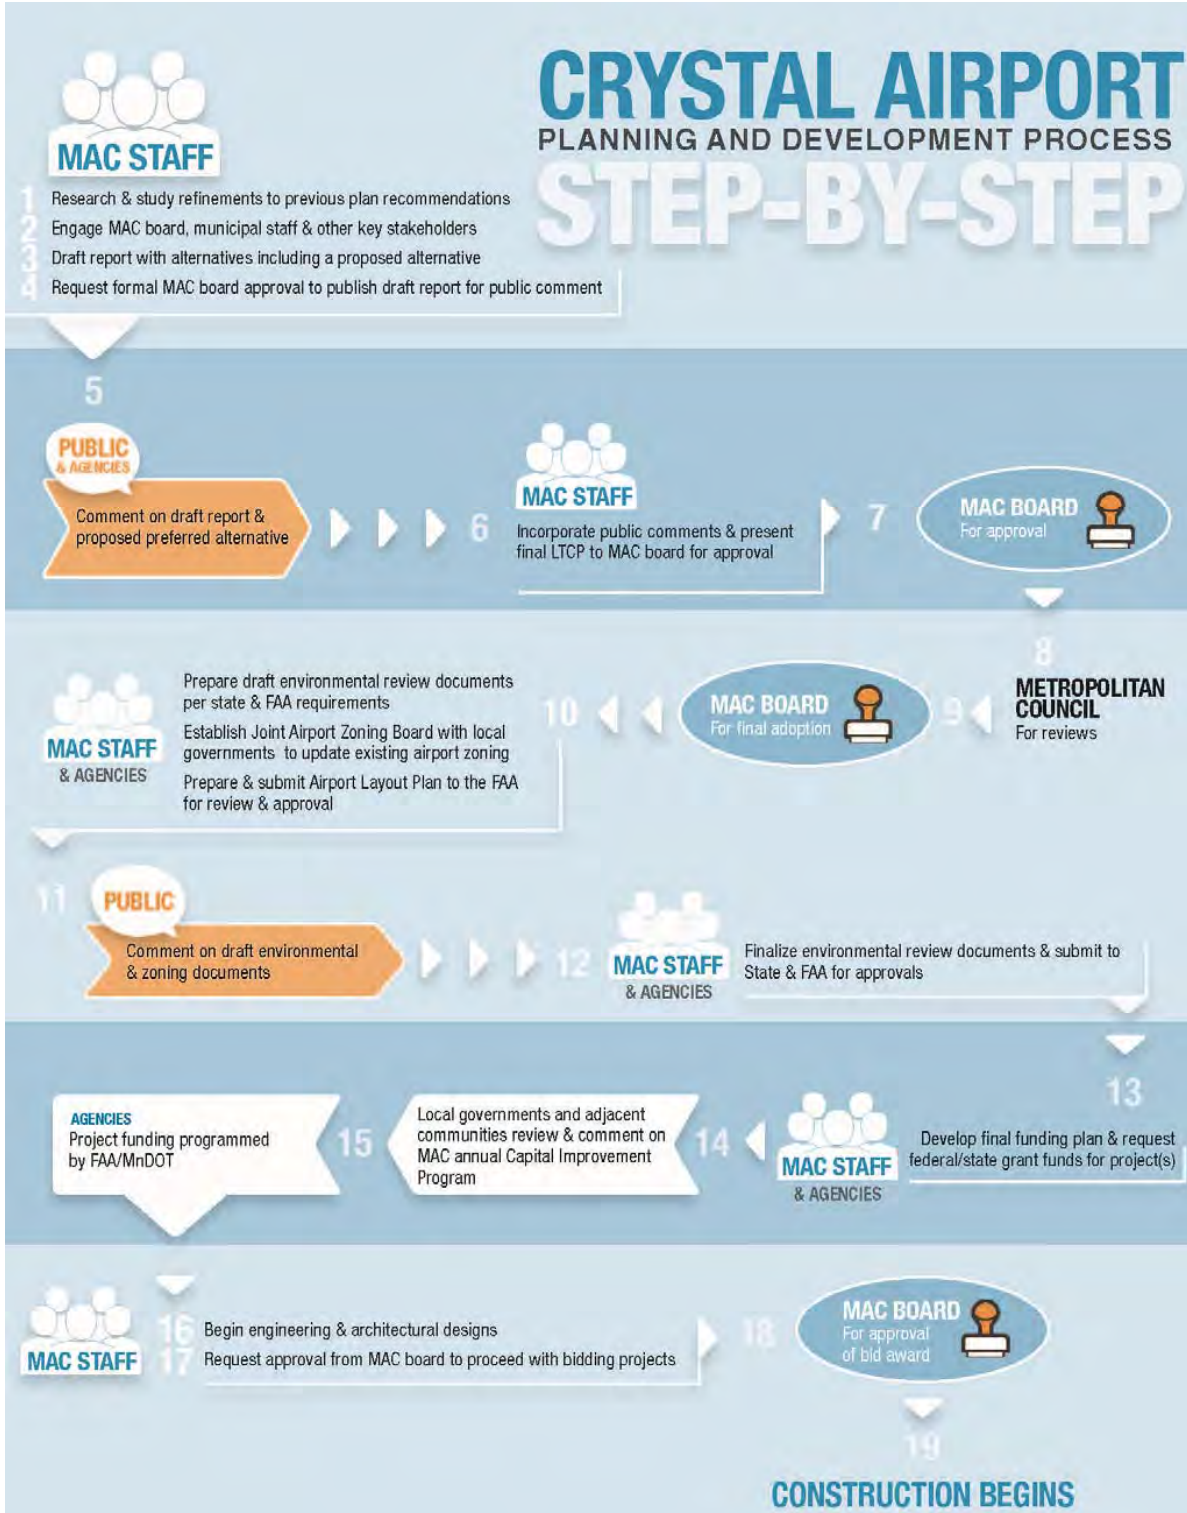 CRYSTAL AIRPORT
PLANNING AND DEVELOPMENT PROCESS
STEP-BY-STEP
MAC STAFF
1 Research & study refinements to previous plan recommendations
2 Engage MAC board, municipal staff & other key stakeholders
3 Draft report with alternatives including a proposed alternative
4 Request formal MAC board approval to publish draft report for public comment
5
PUBLIC
& AGENCIES
Comment on draft report &
proposed preferred alternative
6
MAC STAFF
Incorporate public comments & present
final LTCP to MAC board for approval
7
MAC BOARD
For approval
8
METROPOLITAN
COUNCIL
For reviews
9
MAC BOARD
For final adoption
10
MAC STAFF
& AGENCIES
Prepare draft environmental review documents
per state & FAA requirements
Establish Joint Airport Zoning Board with local
governments to update existing airport zoning
Prepare & submit Airport Layout Plan to the FAA
for review & approval
11
PUBLIC
Comment on draft environmental
& zoning documents
12
MAC STAFF
& AGENCIES
Finalize environmental review documents & submit to
State & FAA for approvals
13
MAC STAFF
& AGENCIES
Develop final funding plan & request
federal/state grant funds for project(s)
14
Local governments and adjacent
communities review & comment on
MAC annual Capital Improvement
Program
15
AGENCIES
Project funding programmed
by FAA/MnDOT
MAC STAFF
16 Begin engineering & architectural designs
17 Request approval from MAC board to proceed with bidding projects
18
MAC BOARD
For approval
of bid award
19
CONSTRUCTION BEGINS